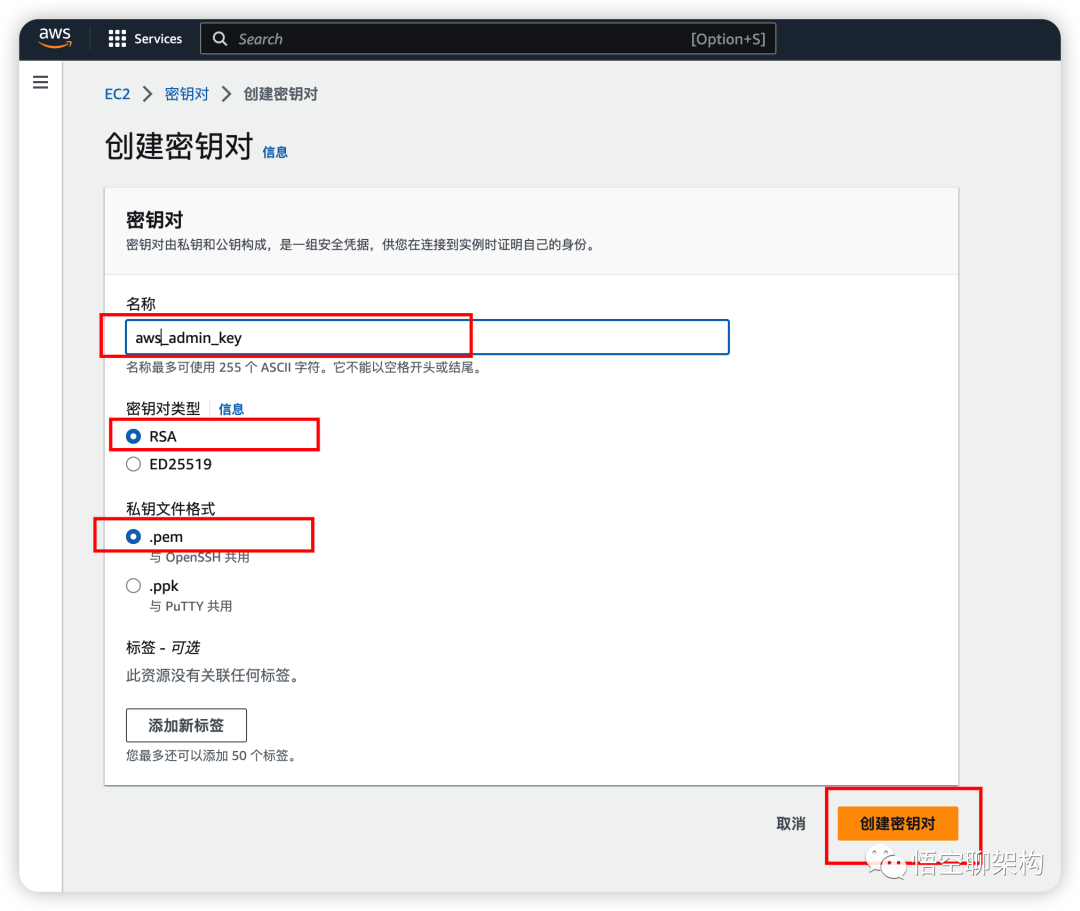 aws
Services
Search
[Option+S]
EC2 > 密钥对 > 创建密钥对
创建密钥对 信息
密钥对
密钥对由私钥和公钥构成，是一组安全凭据，供您在连接到实例时证明自己的身份。
名称
aws_admin_key
名称最多可使用 255 个 ASCII 字符。它不能以空格开头或结尾。
密钥对类型 信息
RSA
ED25519
私钥文件格式
.pem
与 OpenSSH 共用
.ppk
与 PuTTY 共用
标签 - 可选
此资源没有关联任何标签。
添加新标签
您最多还可以添加 50 个标签。
取消
创建密钥对
悟空聊架构